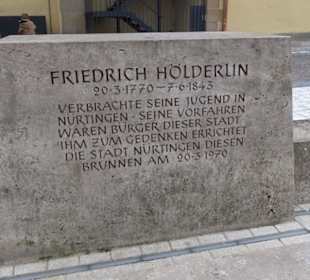 FRIEDRICH HÖLDERLIN
20·3·1770–7·6·1843
VERBRACHTE SEINE JUGEND IN
NÜRTINGEN · SEINE VORFAHREN
WAREN BÜRGER DIESER STADT
IHM ZUM GEDENKEN ERRICHTET
DIE STADT NÜRTINGEN DIESEN
BRUNNEN AM 20·3·1970